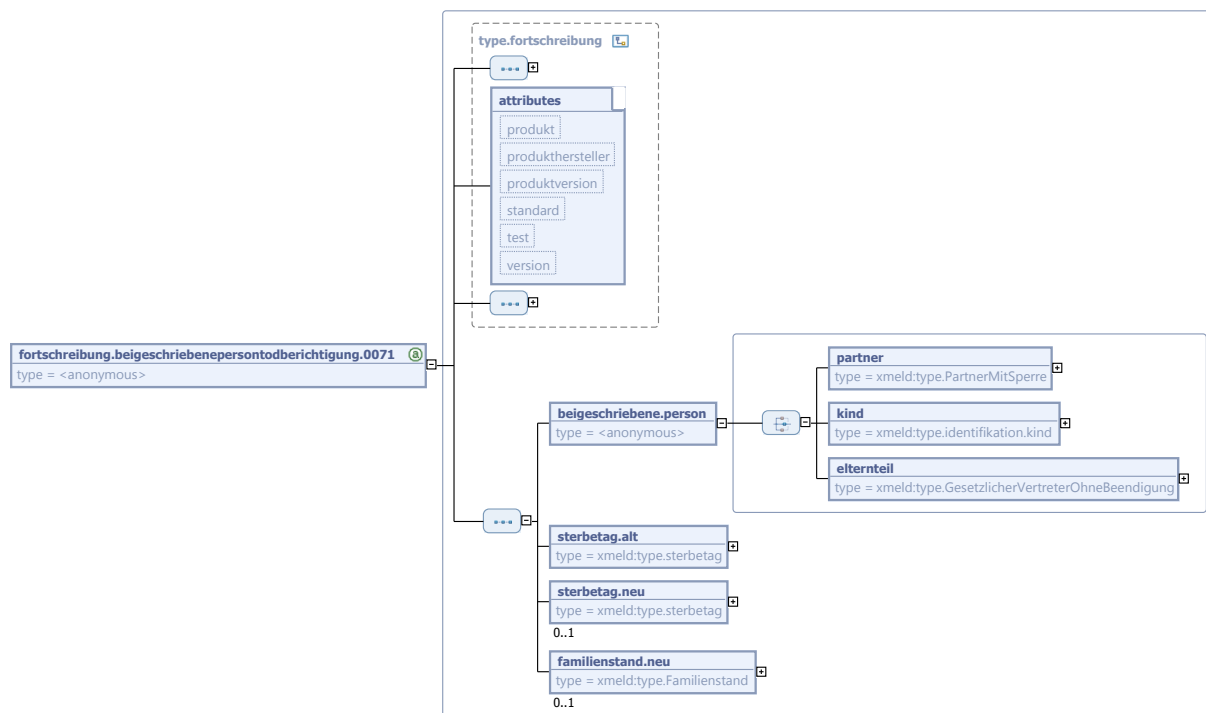 type.fortschreibung
attributes
produkt
produkthersteller
produktversion
standard
test
version
fortschreibung.beigeschriebenepersontodberichtigung.0071 a
type = <anonymous>
beigeschriebene.person
type = <anonymous>
partner
type = xmeld:type.PartnerMitSperre
kind
type = xmeld:type.identifikation.kind
elternteil
type = xmeld:type.GesetzlicherVertreterOhneBeendigung
sterbetag.alt
type = xmeld:type.sterbetag
sterbetag.neu
type = xmeld:type.sterbetag
0..1
familienstand.neu
type = xmeld:type.Familienstand
0..1